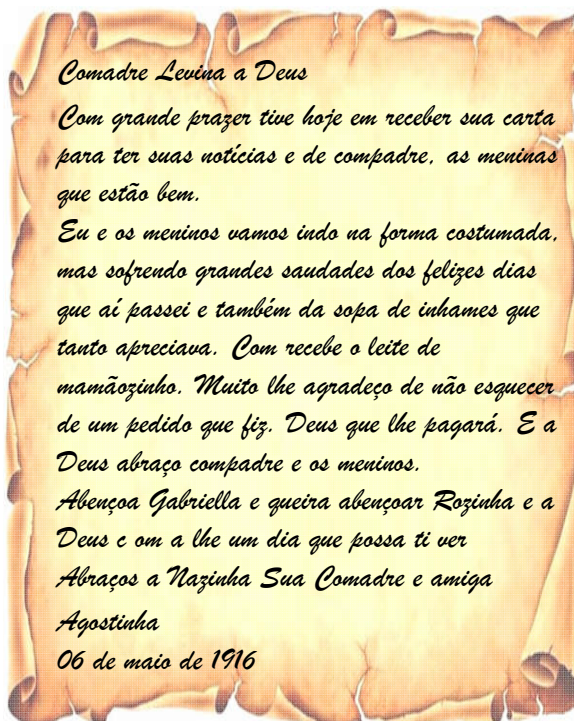 Comadre Levina a Deus
Com grande prazer tive hoje em receber sua carta
para ter suas notícias e de compadre, as meninas
que estão bem.
Eu e os meninos vamos indo na forma costumada,
mas sofrendo grandes saudades dos felizes dias
que aí passei e também da sopa de inhames que
tanto apreciava. Com recebe o leite de
mamãozinho. Muito lhe agradeço de não esquecer
de um pedido que fiz. Deus que lhe pagará. E a
Deus abraço compadre e os meninos.
Abençoa Gabriella e queira abençoar Rozinha e a
Deus c om a lhe um dia que possa ti ver
Abraços a Nazinha Sua Comadre e amiga
Agostinha
06 de maio de 1916